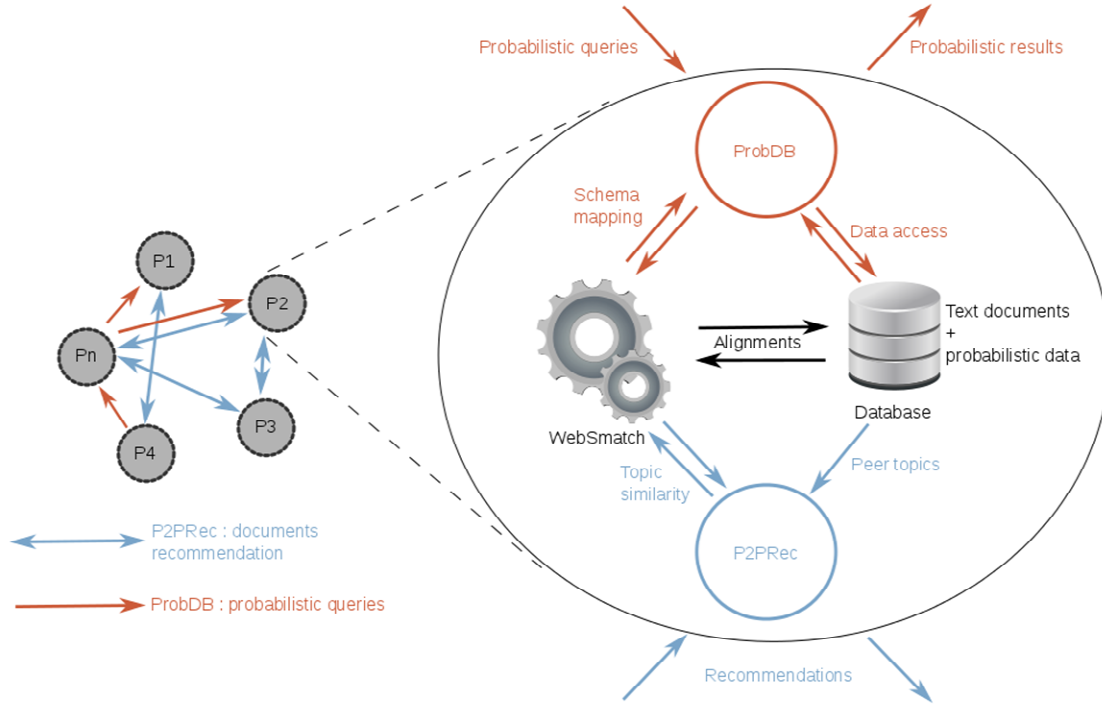 Probabilistic queries
Probabilistic results
ProbDB
Schema
mapping
Data access
P1
P2
Pn
P3
P4
Text documents
+
probabilistic data
Alignments
Database
WebSmatch
Topic
similarity
Peer topics
P2PRec
P2PRec : documents
recommendation
ProbDB : probabilistic queries
Recommendations